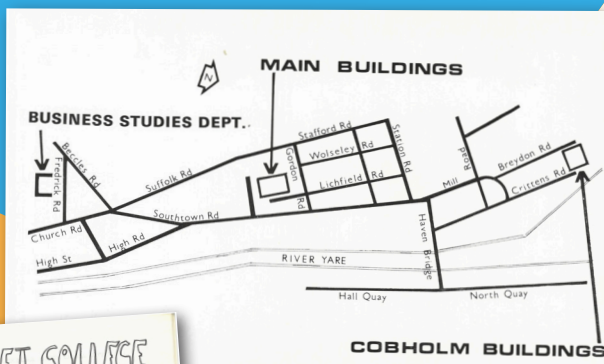 N
MAIN BUILDINGS
BUSINESS STUDIES DEPT.
Beccles Rd
Fredrick Rd
Suffolk Rd
Stafford Rd
Gordon Rd
Wolseley Rd
Station Rd
Lichfield Rd
Southtown Rd
Church Rd
High Rd
High St
Mill Road
Breydon Rd
Crittens Rd
Haven Bridge
RIVER YARE
Hall Quay
North Quay
COBHOLM BUILDINGS
COLLEGE